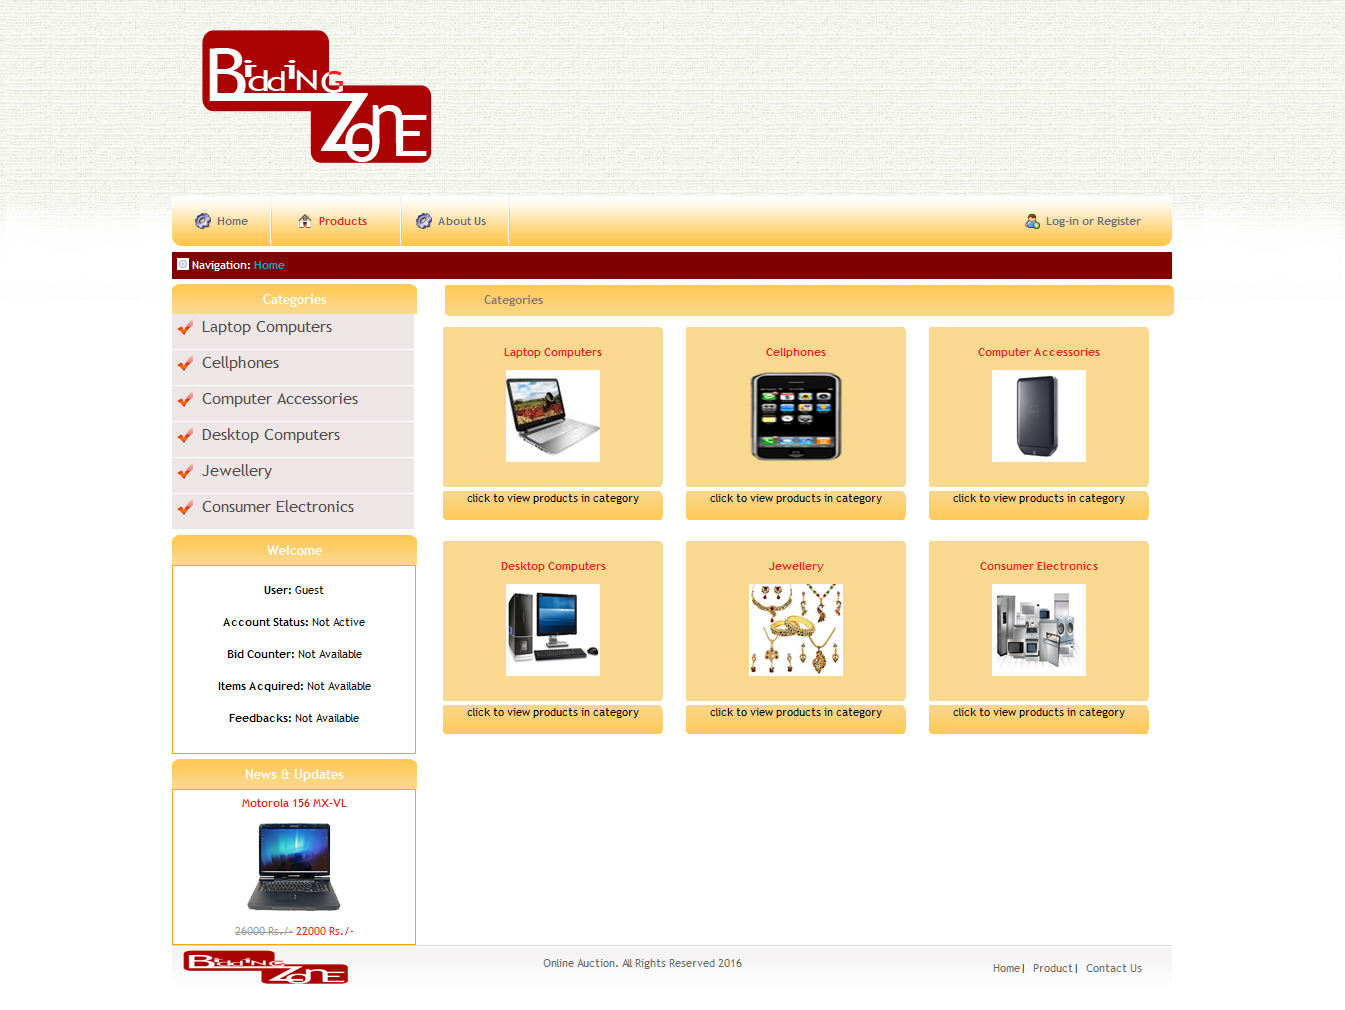 BiddiNG
ZonE
Home
Products
About Us
Log-in or Register
Navigation: Home
Categories
Laptop Computers
Cellphones
Computer Accessories
Desktop Computers
Jewellery
Consumer Electronics
Welcome
User: Guest
Account Status: Not Active
Bid Counter: Not Available
Items Acquired: Not Available
Feedbacks: Not Available
News & Updates
Motorola 156 MX-VL
26000 Rs./- 22000 Rs./-
Categories
Laptop Computers
click to view products in category
Cellphones
click to view products in category
Computer Accessories
click to view products in category
Desktop Computers
click to view products in category
Jewellery
click to view products in category
Consumer Electronics
click to view products in category
BiddiNG
ZonE
Online Auction. All Rights Reserved 2016
Home| Product| Contact Us